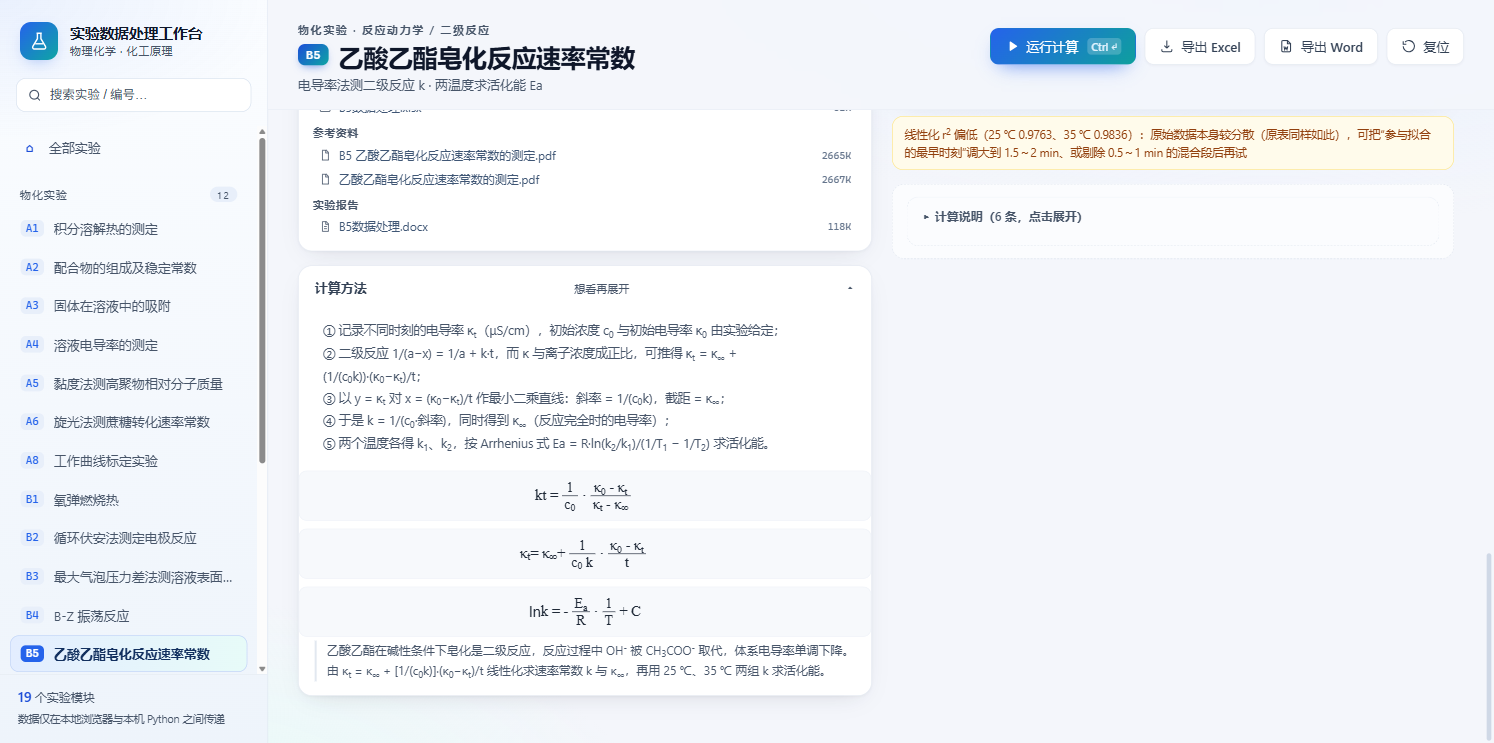 实验数据处理工作台
物理化学 · 化工原理
搜索实验 / 编号...
全部实验
物化实验 12
A1 积分溶解热的测定
A2 配合物的组成及稳定常数
A3 固体在溶液中的吸附
A4 溶液电导率的测定
A5 黏度法测高聚物相对分子质量
A6 旋光法测蔗糖转化速率常数
A8 工作曲线标定实验
B1 氧弹燃烧热
B2 循环伏安法测定电极反应
B3 最大气泡压力差法测溶液表面...
B4 B-Z 振荡反应
B5 乙酸乙酯皂化反应速率常数
19 个实验模块
数据仅在本地浏览器与本机 Python 之间传递
物化实验 · 反应动力学 / 二级反应
B5 乙酸乙酯皂化反应速率常数
电导率法测二级反应 k · 两温度求活化能 Ea
运行计算 Ctrl ⏎
导出 Excel
导出 Word
复位
参考资料
B5 乙酸乙酯皂化反应速率常数的测定.pdf 2665K
乙酸乙酯皂化反应速率常数的测定.pdf 2667K
实验报告
B5数据处理.docx 118K
计算方法 想看再展开
① 记录不同时刻的电导率 κₜ（μS/cm），初始浓度 c₀ 与初始电导率 κ₀ 由实验给定；
② 二级反应 1/(a−x) = 1/a + k·t，而 κ 与离子浓度成正比，可推得 κₜ = κ∞ +
(1/(c₀k))·(κ₀−κₜ)/t；
③ 以 y = κₜ 对 x = (κ₀−κₜ)/t 作最小二乘直线：斜率 = 1/(c₀k)，截距 = κ∞；
④ 于是 k = 1/(c₀·斜率)，同时得到 κ∞（反应完全时的电导率）；
⑤ 两个温度各得 k₁、k₂，按 Arrhenius 式 Ea = R·ln(k₂/k₁)/(1/T₁ − 1/T₂) 求活化能。
kt = 1/c₀ · (κ₀ - κₜ)/(κₜ - κ∞)
κₜ= κ∞+ 1/(c₀ k) · (κ₀ - κₜ)/t
lnk = - Eₐ/R · 1/T + C
乙酸乙酯在碱性条件下皂化是二级反应，反应过程中 OH⁻ 被 CH₃COO⁻ 取代，体系电导率单调下降。
由 κₜ = κ∞ + [1/(c₀k)]·(κ₀−κₜ)/t 线性化求速率常数 k 与 κ∞，再用 25 ℃、35 ℃ 两组 k 求活化能。
线性化 r² 偏低（25 ℃ 0.9763、35 ℃ 0.9836）：原始数据本身较分散（原表同样如此），可把“参与拟合
的最早时刻”调大到 1.5 ~ 2 min、或剔除 0.5 ~ 1 min 的混合段后再试
计算说明（6 条，点击展开）